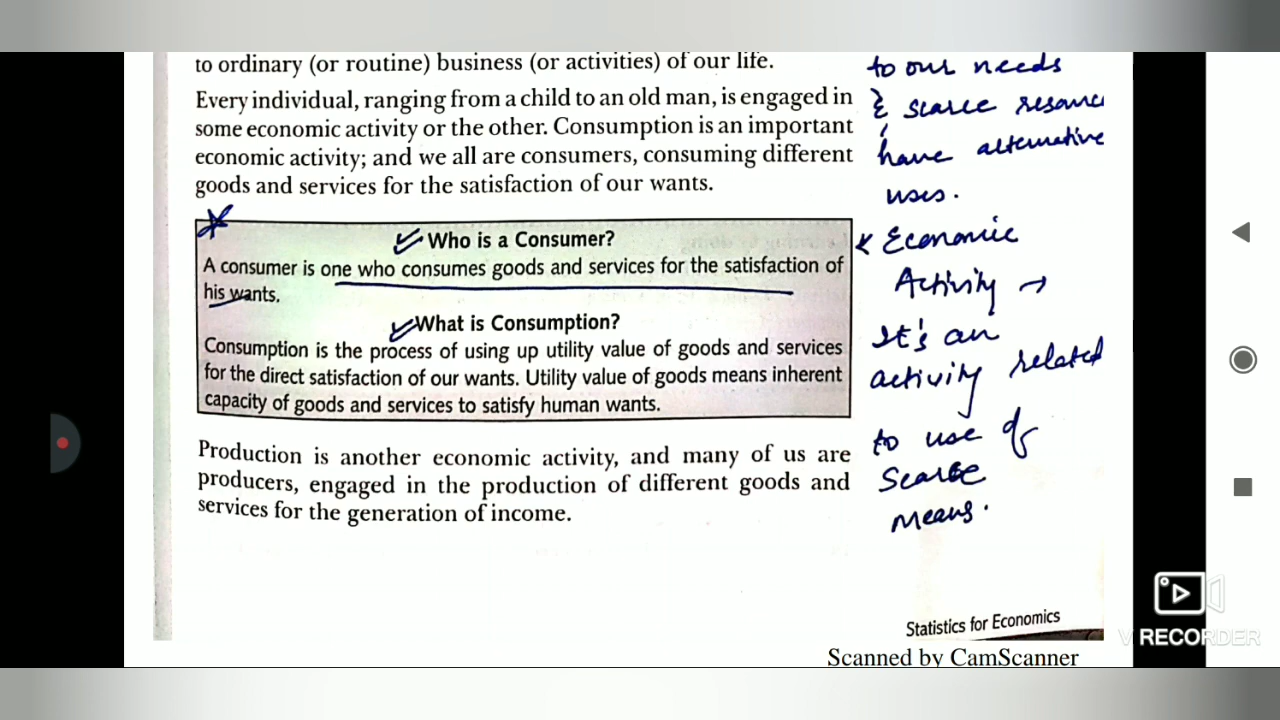 to ordinary (or routine) business (or activities) of our life.
Every individual, ranging from a child to an old man, is engaged in
some economic activity or the other. Consumption is an important
economic activity; and we all are consumers, consuming different
goods and services for the satisfaction of our wants.
Who is a Consumer?
A consumer is one who consumes goods and services for the satisfaction of
his wants.
What is Consumption?
Consumption is the process of using up utility value of goods and services
for the direct satisfaction of our wants. Utility value of goods means inherent
capacity of goods and services to satisfy human wants.
Production is another economic activity, and many of us are
producers, engaged in the production of different goods and
services for the generation of income.
to our needs
& scarce
have alternative
uses.
Economic
Activity →
It's an
activity related
to use of
Scarce
means.
Statistics for Economics
Scanned by CamScanner
V RECORDER